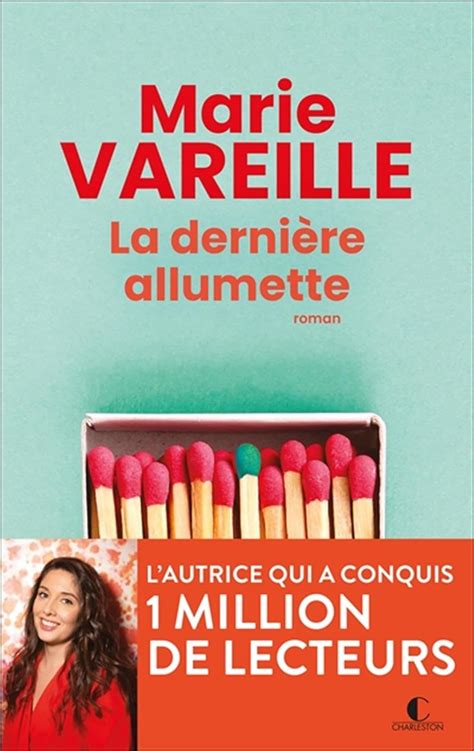 Marie
VAREILLE
La dernière
allumette
roman
L'AUTRICE QUI A CONQUIS
1 MILLION
DE LECTEURS
C
CHARLESTON